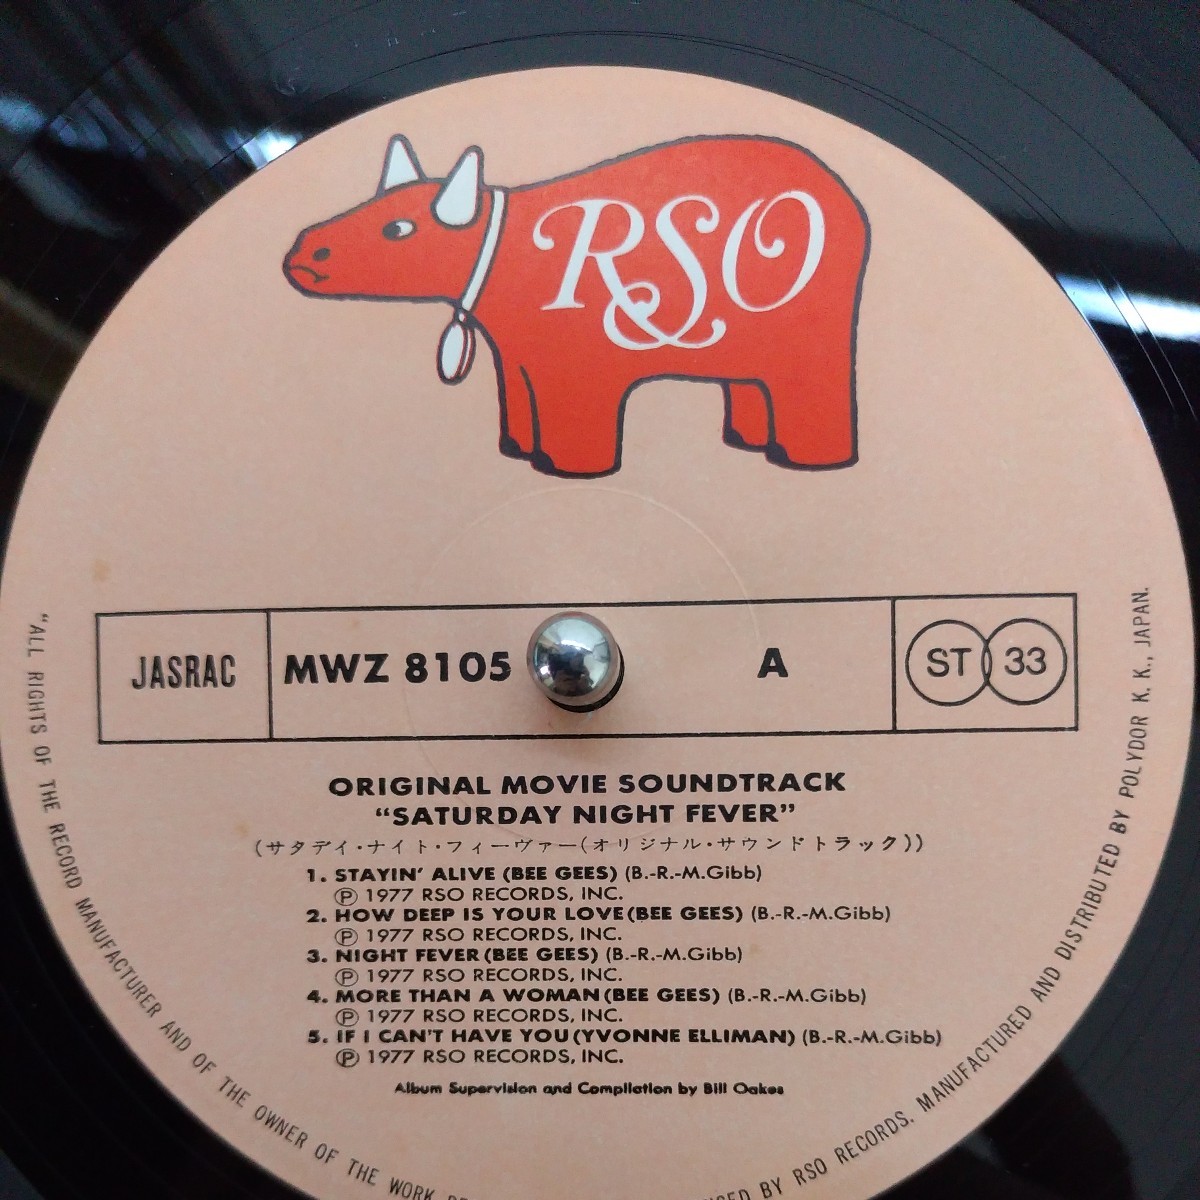 RSO
JASRAC
MWZ 8105
A
ST 33
ORIGINAL MOVIE SOUNDTRACK
“SATURDAY NIGHT FEVER”
(サタデイ・ナイト・フィーヴァー(オリジナル・サウンドトラック))
1. STAYIN' ALIVE (BEE GEES) (B.-R.-M.Gibb)
Ⓟ 1977 RSO RECORDS, INC.
2. HOW DEEP IS YOUR LOVE(BEE GEES) (B.-R.-M.Gibb)
Ⓟ 1977 RSO RECORDS, INC.
3. NIGHT FEVER(BEE GEES) (B.-R.-M.Gibb)
Ⓟ 1977 RSO RECORDS, INC.
4. MORE THAN A WOMAN(BEE GEES) (B.-R.-M.Gibb)
Ⓟ 1977 RSO RECORDS, INC.
5. IF I CAN'T HAVE YOU(YVONNE ELLIMAN) (B.-R.-M.Gibb)
Ⓟ 1977 RSO RECORDS, INC.
Album Supervision and Compilation by Bill Oakes
"ALL RIGHTS OF THE RECORD MANUFACTURER AND OF THE OWNER OF THE WORK
BY RSO RECORDS. MANUFACTURED AND DISTRIBUTED BY POLYDOR K. K., JAPAN.